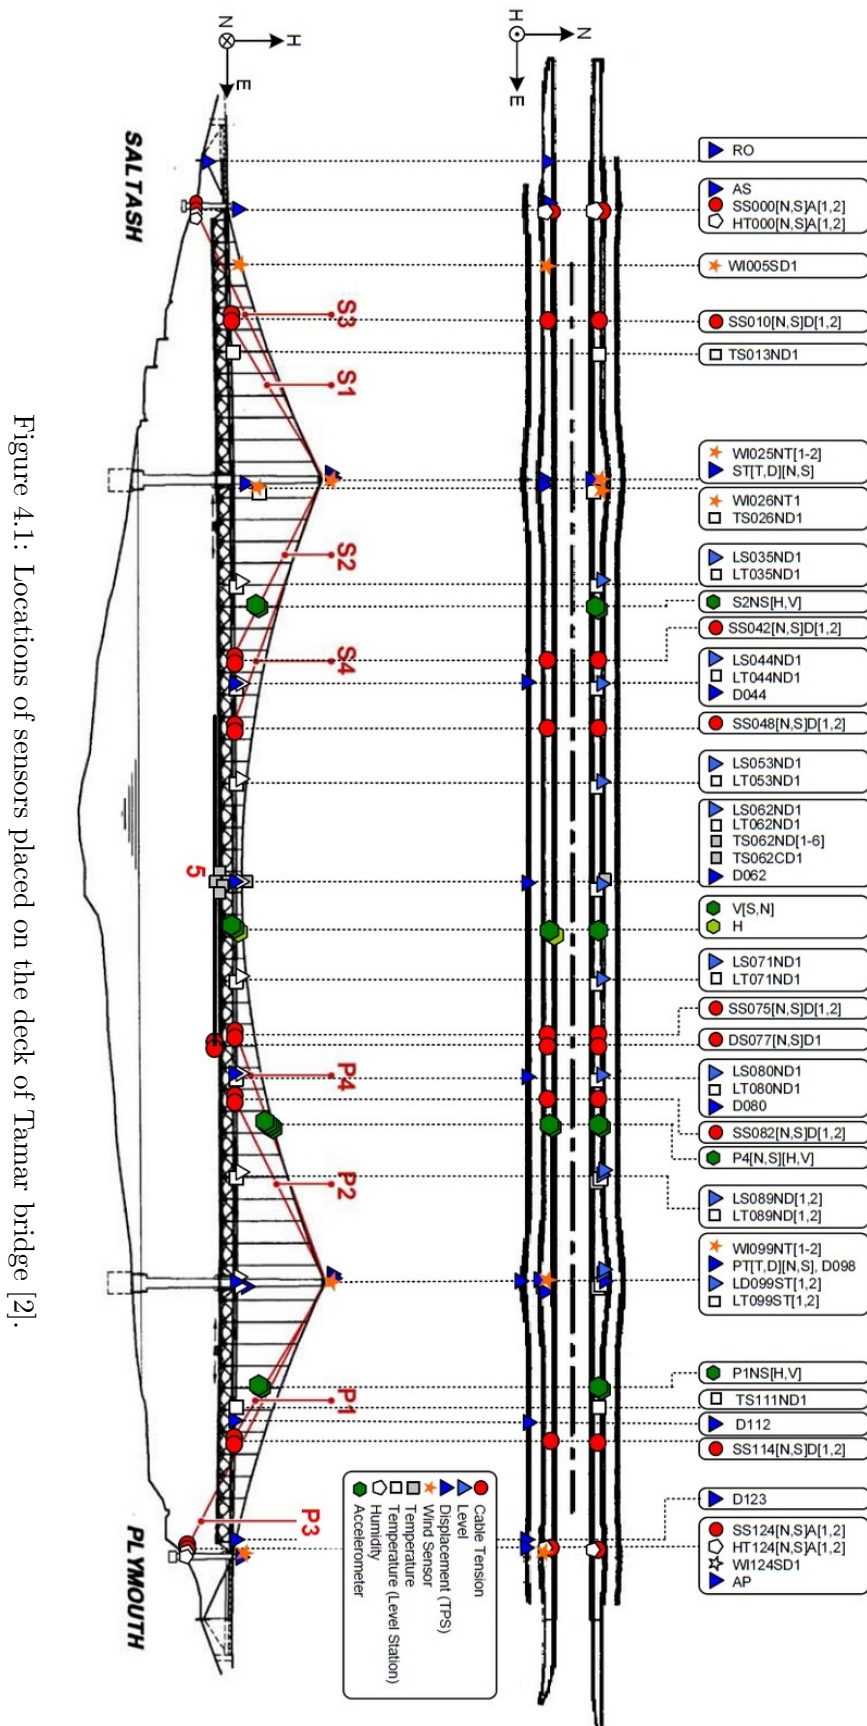 RO
AS
SS000[N,S]A[1,2]
HT000[N,S]A[1,2]
WI005SD1
SS010[N,S]D[1,2]
TS013ND1
WI025NT[1-2]
ST[T,D][N,S]
WI026NT1
TS026ND1
LS035ND1
LT035ND1
S2NS[H,V]
SS042[N,S]D[1,2]
LS044ND1
LT044ND1
D044
SS048[N,S]D[1,2]
LS053ND1
LT053ND1
LS062ND1
LT062ND1
TS062ND[1-6]
TS062CD1
D062
V[S,N]
H
LS071ND1
LT071ND1
SS075[N,S]D[1,2]
DS077[N,S]D1
LS080ND1
LT080ND1
D080
SS082[N,S]D[1,2]
P4[N,S][H,V]
LS089ND[1,2]
LT089ND[1,2]
WI099NT[1-2]
PT[T,D][N,S], D098
LD099ST[1,2]
LT099ST[1,2]
P1NS[H,V]
TS111ND1
D112
SS114[N,S]D[1,2]
D123
SS124[N,S]A[1,2]
HT124[N,S]A[1,2]
WI124SD1
AP
N
H
E
H
N
E
S3
S1
S2
S4
5
P4
P2
P1
P3
SALTASH
PLYMOUTH
Cable Tension
Level
Displacement (TPS)
Wind Sensor
Temperature
Temperature (Level Station)
Humidity
Accelerometer
Figure 4.1: Locations of sensors placed on the deck of Tamar bridge [2].